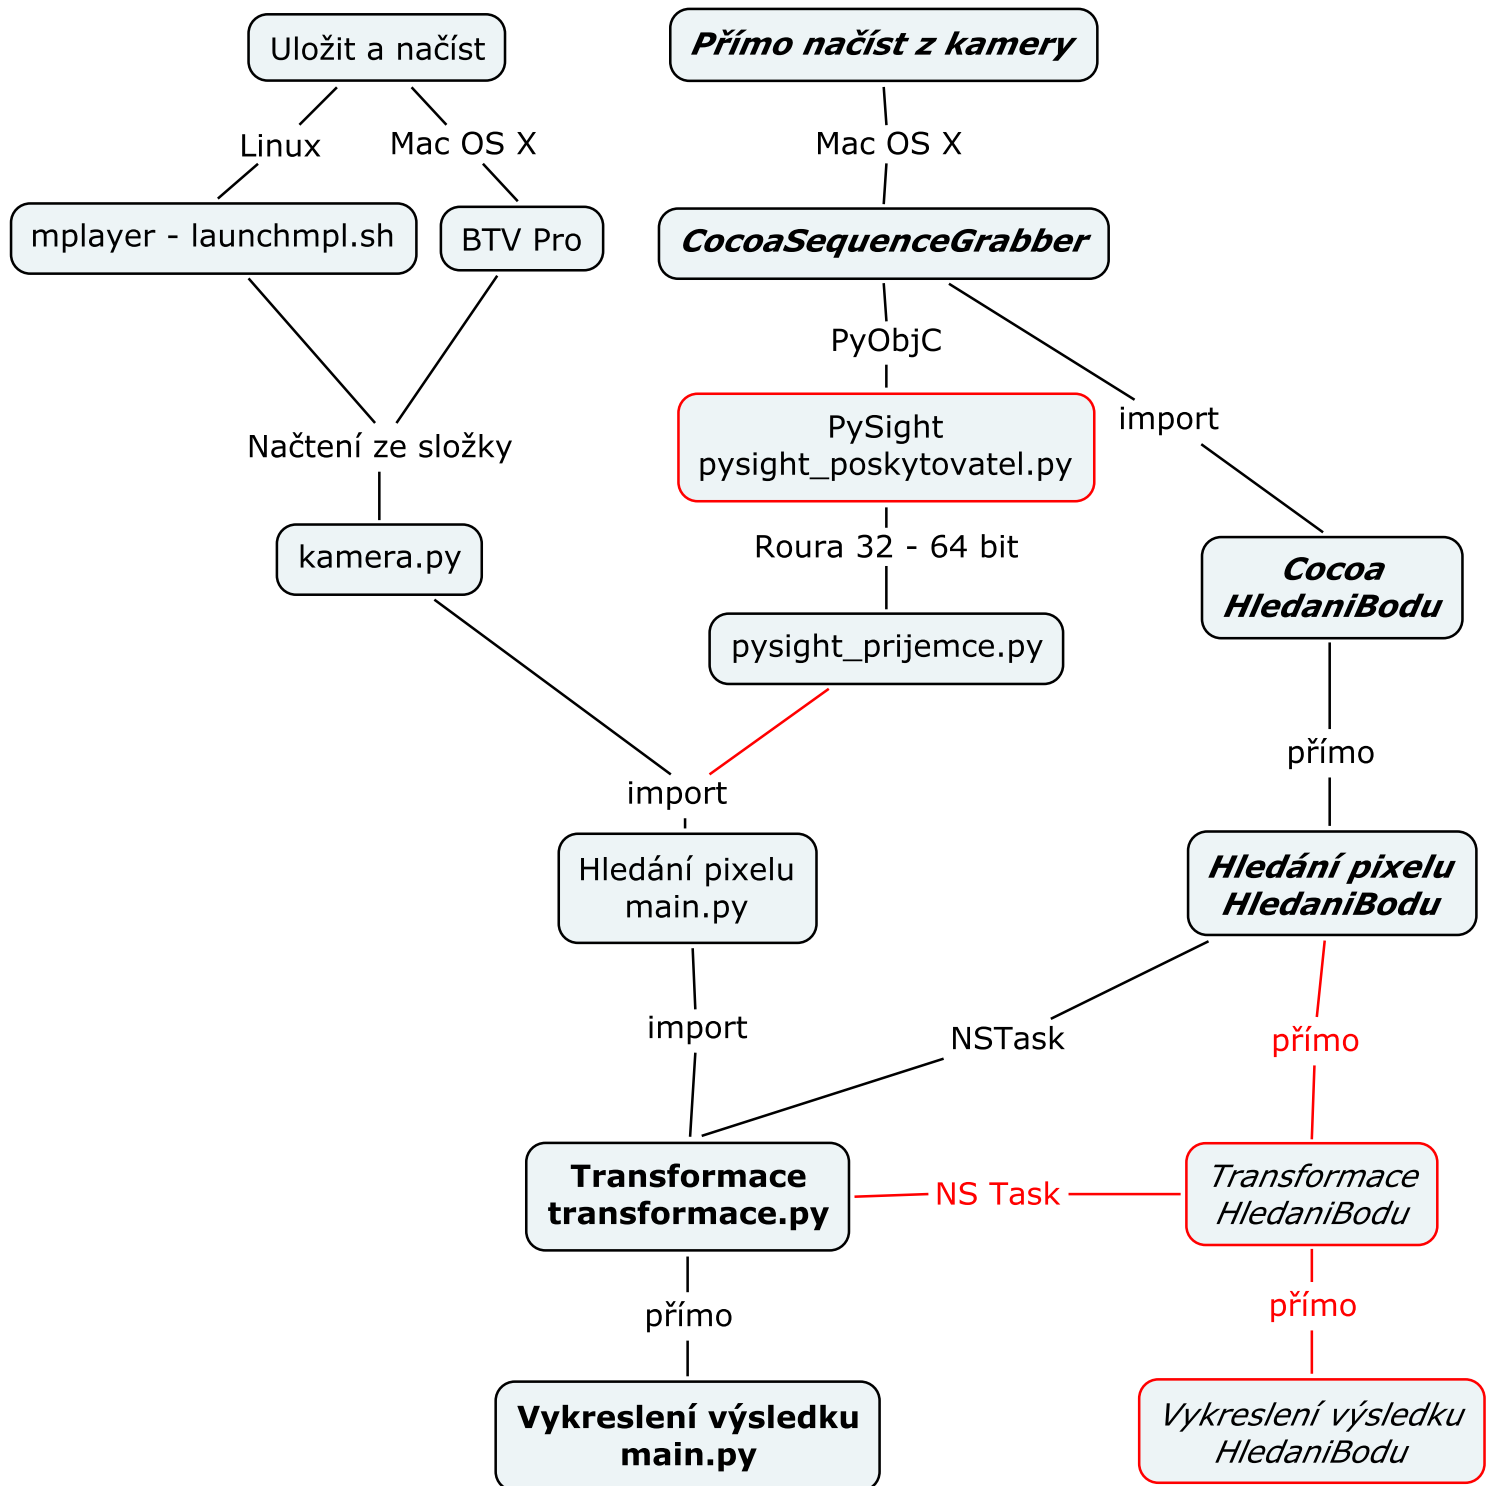 Uložit a načíst
Přímo načíst z kamery
Linux
Mac OS X
Mac OS X
mplayer - launchmpl.sh
BTV Pro
CocoaSequenceGrabber
PyObjC
import
PySight
pysight_poskytovatel.py
Načtení ze složky
Roura 32 - 64 bit
kamera.py
Cocoa
HledaniBodu
pysight_prijemce.py
přímo
import
Hledání pixelu
main.py
Hledání pixelu
HledaniBodu
import
NSTask
přímo
Transformace
transformace.py
NS Task
Transformace
HledaniBodu
přímo
přímo
Vykreslení výsledku
main.py
Vykreslení výsledku
HledaniBodu